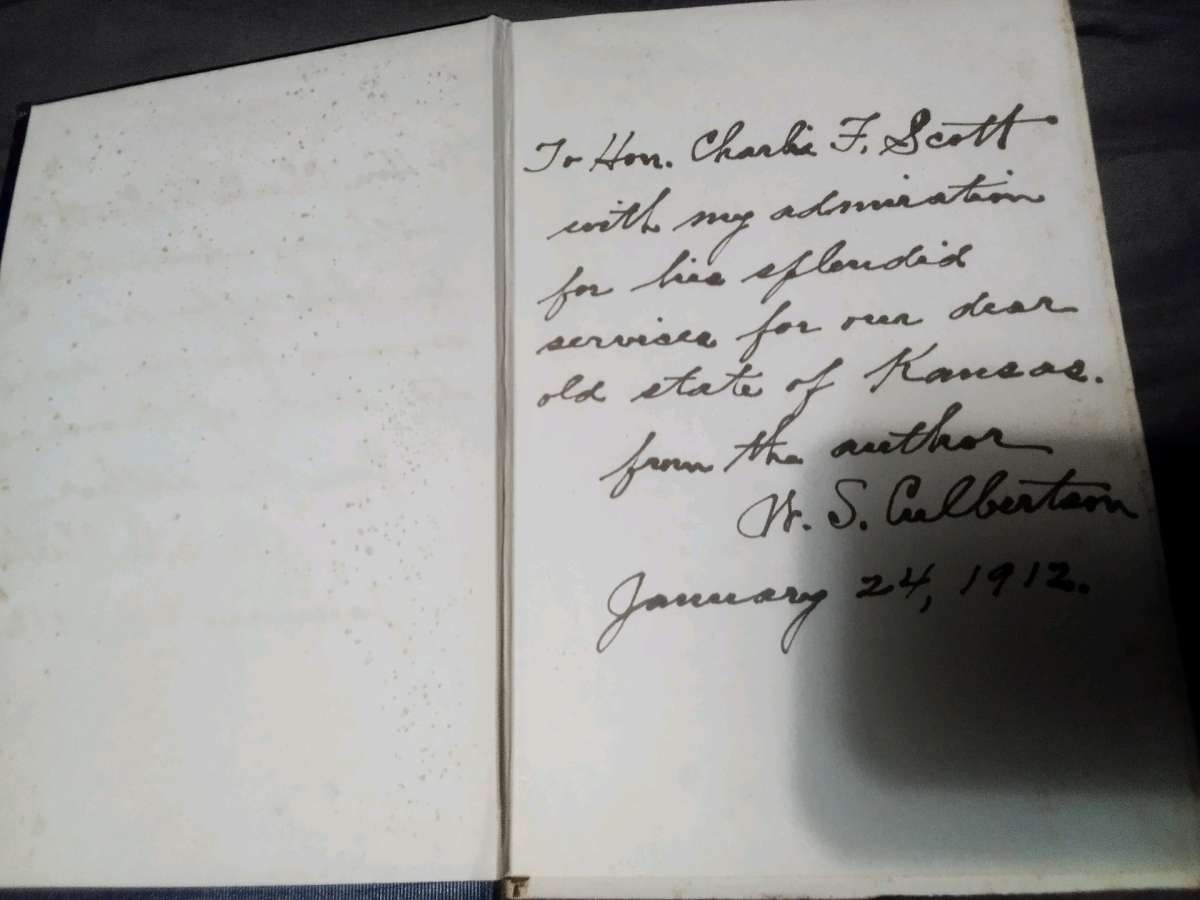 To Hon. Charlie F. Scott
with my admiration
for his splendid
services for our dear
old state of Kansas.
from the author
W. S. Culbertson
January 24, 1912.